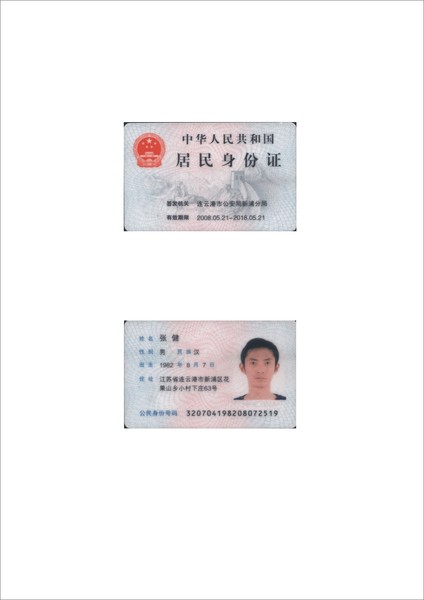 中华人民共和国
居民身份证
签发机关 连云港市公安局新浦分局
有效期限 2008.05.21-2018.05.21
姓名 张 健
性别 男 民族 汉
出生 1982 年 8 月 7 日
住址 江苏省连云港市新浦区花
果山乡小村下庄63号
公民身份号码 320704198208072519